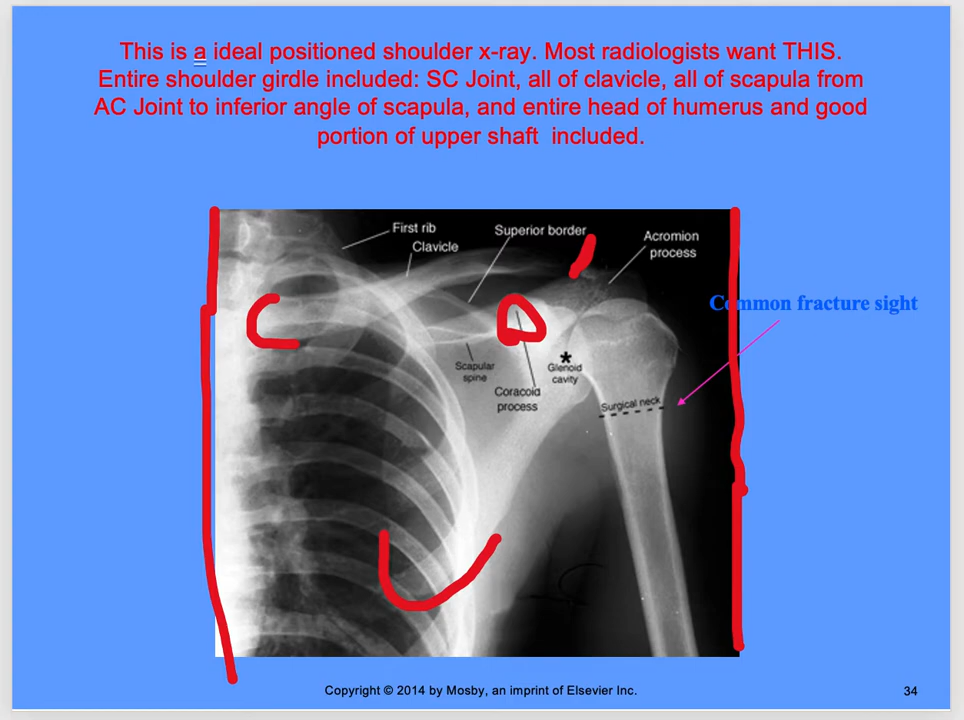 This is a ideal positioned shoulder x-ray. Most radiologists want THIS.
Entire shoulder girdle included: SC Joint, all of clavicle, all of scapula from
AC Joint to inferior angle of scapula, and entire head of humerus and good
portion of upper shaft included.
First rib
Clavicle
Superior border
Acromion
process
Common fracture sight
Scapular
spine
Coracoid
process
*
Glenoid
cavity
Surgical neck
Copyright © 2014 by Mosby, an imprint of Elsevier Inc.
34